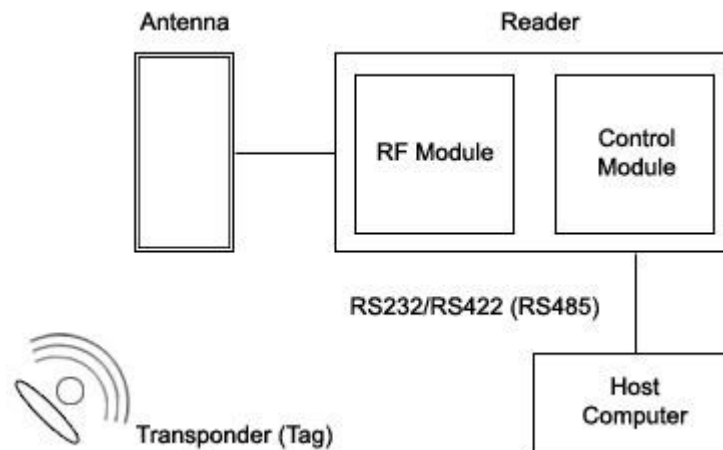 Antenna
Reader
RF Module
Control
Module
RS232/RS422 (RS485)
Host
Computer
Transponder (Tag)